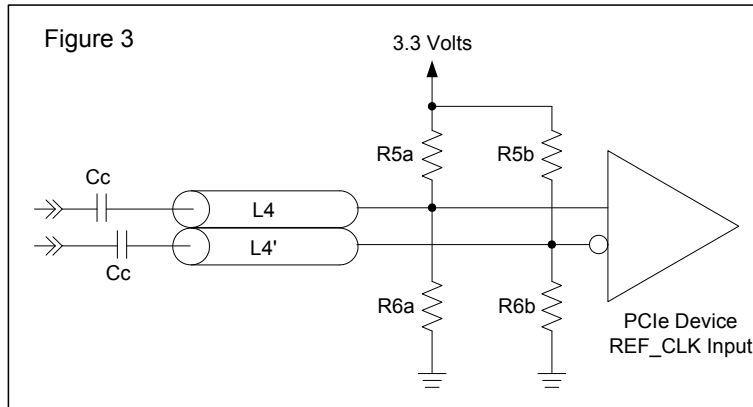 Figure 3
3.3 Volts
R5a
R5b
Cc
L4
L4'
Cc
R6a
R6b
PCIe Device
REF_CLK Input